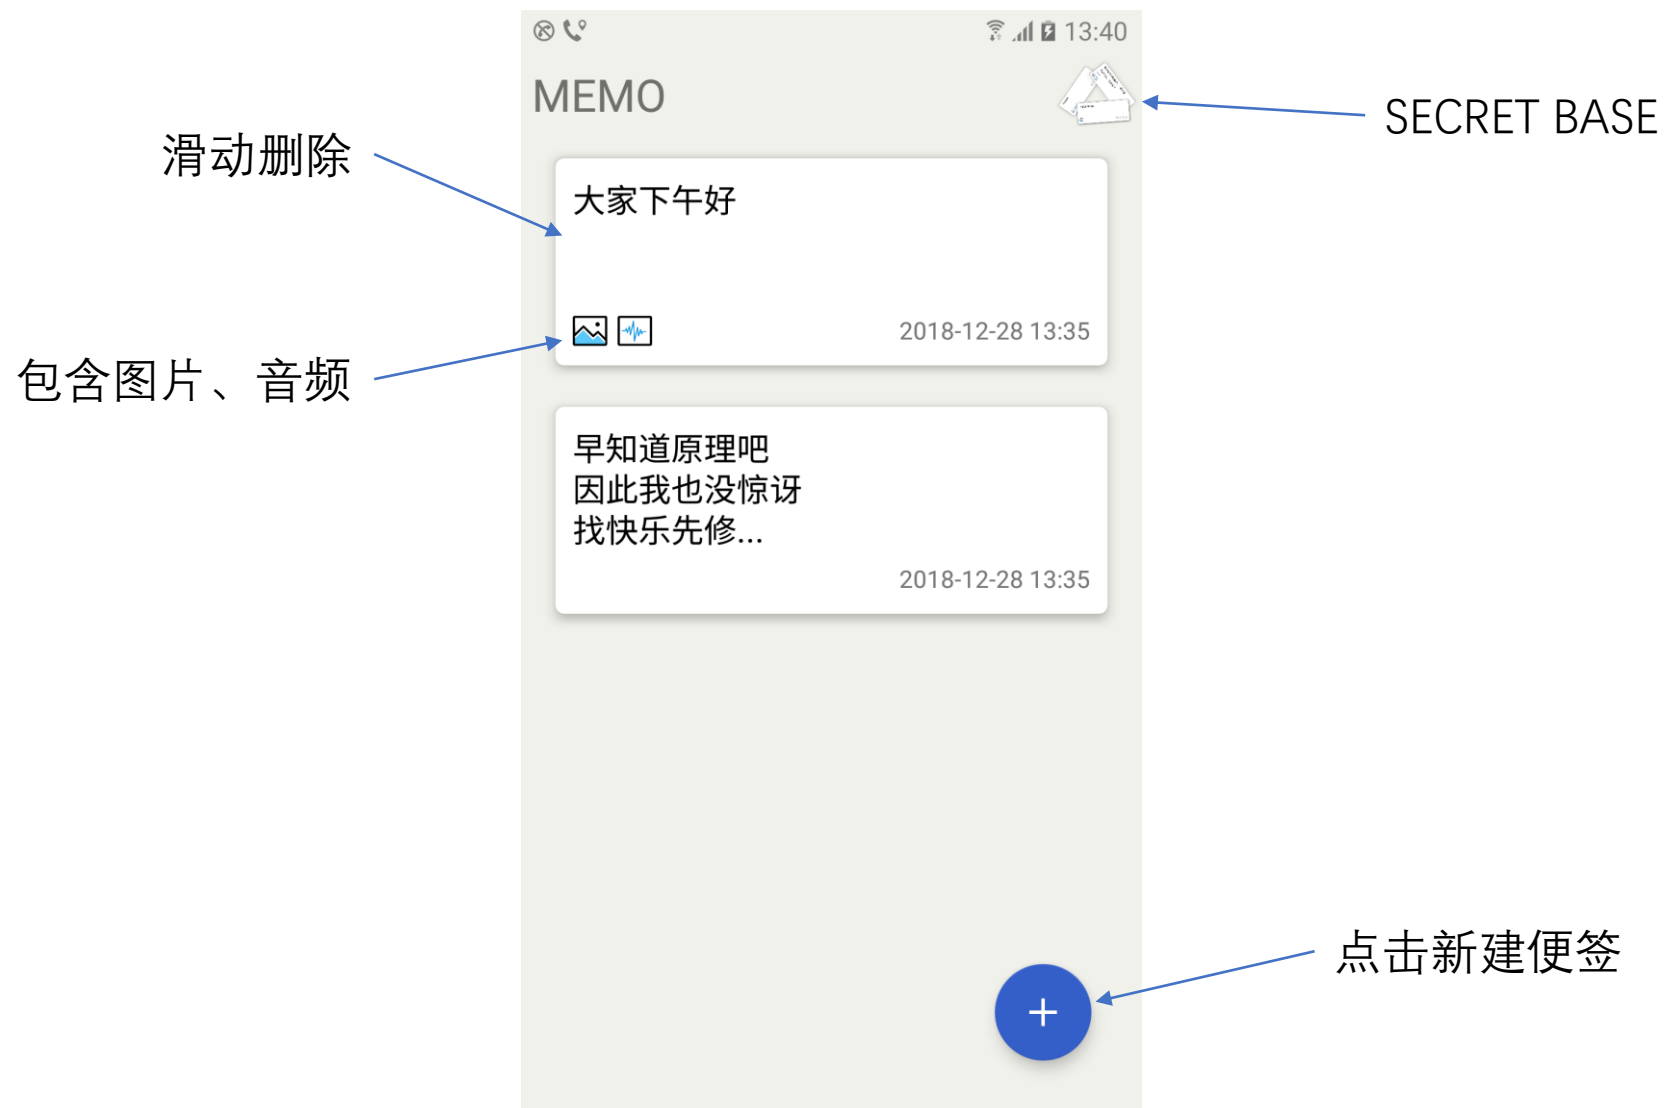 13:40
MEMO
SECRET BASE
滑动删除
大家下午好
2018-12-28 13:35
包含图片、音频
早知道原理吧
因此我也没惊讶
找快乐先修...
2018-12-28 13:35
点击新建便签